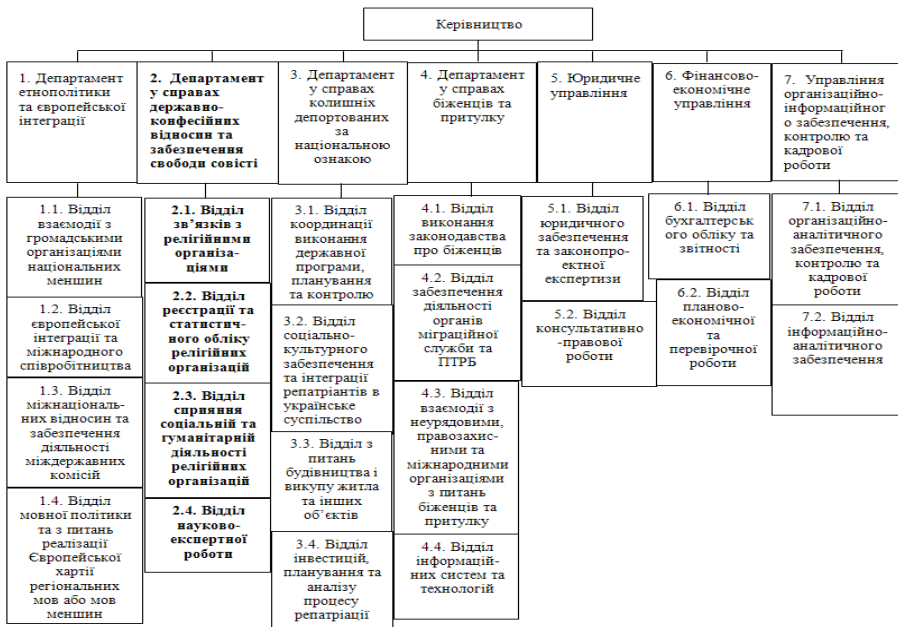 Керівництво
1. Департамент
етнополітики
та європейської
інтеграції
2. Департамент
у справах
державно-
конфесійних
відносин та
забезпечення
свободи совісті
3. Департамент
у справах
колишніх
депортованих
за
національною
ознакою
4. Департамент
у справах
біженців та
притулку
5. Юридичне
управління
6. Фінансово-
економічне
управління
7. Управління
організаційно-
інформаційног
о забезпечення,
контролю та
кадрової
роботи
1.1. Відділ
взаємодії з
громадськими
організаціями
національних
меншин
1.2. Відділ
європейської
інтеграції та
міжнародного
співробітництва
1.3. Відділ
міжнаціональ-
них відносин та
забезпечення
діяльності
міждержавних
комісій
1.4. Відділ
мовної політики
та з питань
реалізації
Європейської
хартії
регіональних
мов або мов
меншин
2.1. Відділ
зв’язків з
релігійними
організа-
ціями
2.2. Відділ
реєстрації та
статистич-
ного обліку
релігійних
організацій
2.3. Відділ
сприяння
соціальній та
гуманітарній
діяльності
релігійних
організацій
2.4. Відділ
науково-
експертної
роботи
3.1. Відділ
координації
виконання
державної
програми,
планування
та контролю
3.2. Відділ
соціально-
культурного
забезпечення
та інтеграції
репатріантів в
українське
суспільство
3.3. Відділ з
питань
будівництва і
викупу житла
та інших
об’єктів
3.4. Відділ
інвестицій,
планування та
аналізу
процесу
репатріації
4.1. Відділ
виконання
законодавства
про біженців
4.2. Відділ
забезпечення
діяльності
органів
міграційної
служби та
ПТРБ
4.3. Відділ
взаємодії з
неурядовими,
правозахис-
ними та
міжнародними
організаціями
з питань
біженців та
притулку
4.4. Відділ
інформацій-
них систем та
технологій
5.1. Відділ
юридичного
забезпечення
та законопро-
ектної
експертизи
5.2. Відділ
консультативно
-правової
роботи
6.1. Відділ
бухгалтерськ
ого обліку та
звітності
6.2. Відділ
планово-
економічної та
перевірочної
роботи
7.1. Відділ
організаційно-
аналітичного
забезпечення,
контролю та
кадрової
роботи
7.2. Відділ
інформаційно-
аналітичного
забезпечення